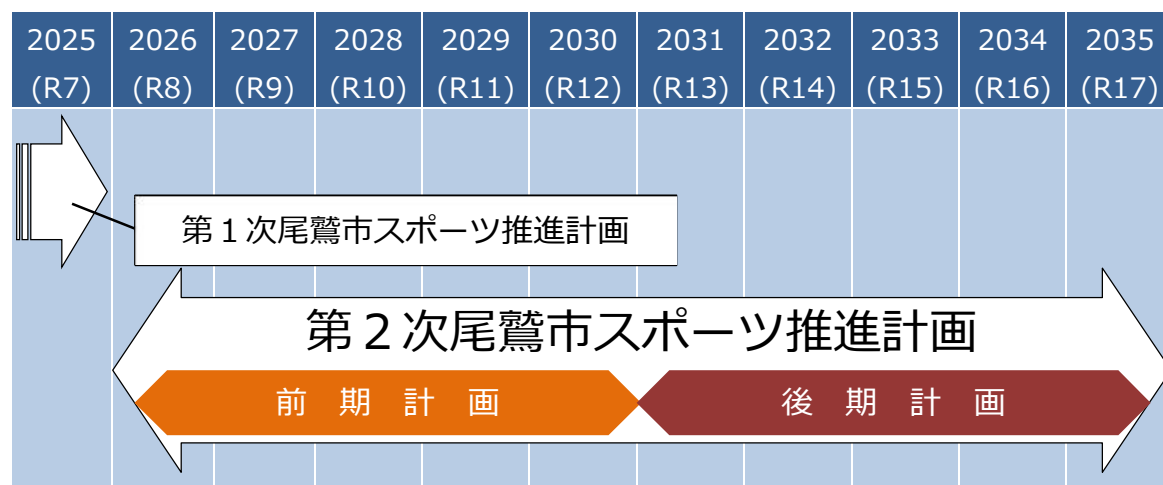 2025 2026 2027 2028 2029 2030 2031 2032 2033 2034 2035
(R7) (R8) (R9) (R10) (R11) (R12) (R13) (R14) (R15) (R16) (R17)
第１次尾鷲市スポーツ推進計画
第２次尾鷲市スポーツ推進計画
前 期 計 画 後 期 計 画